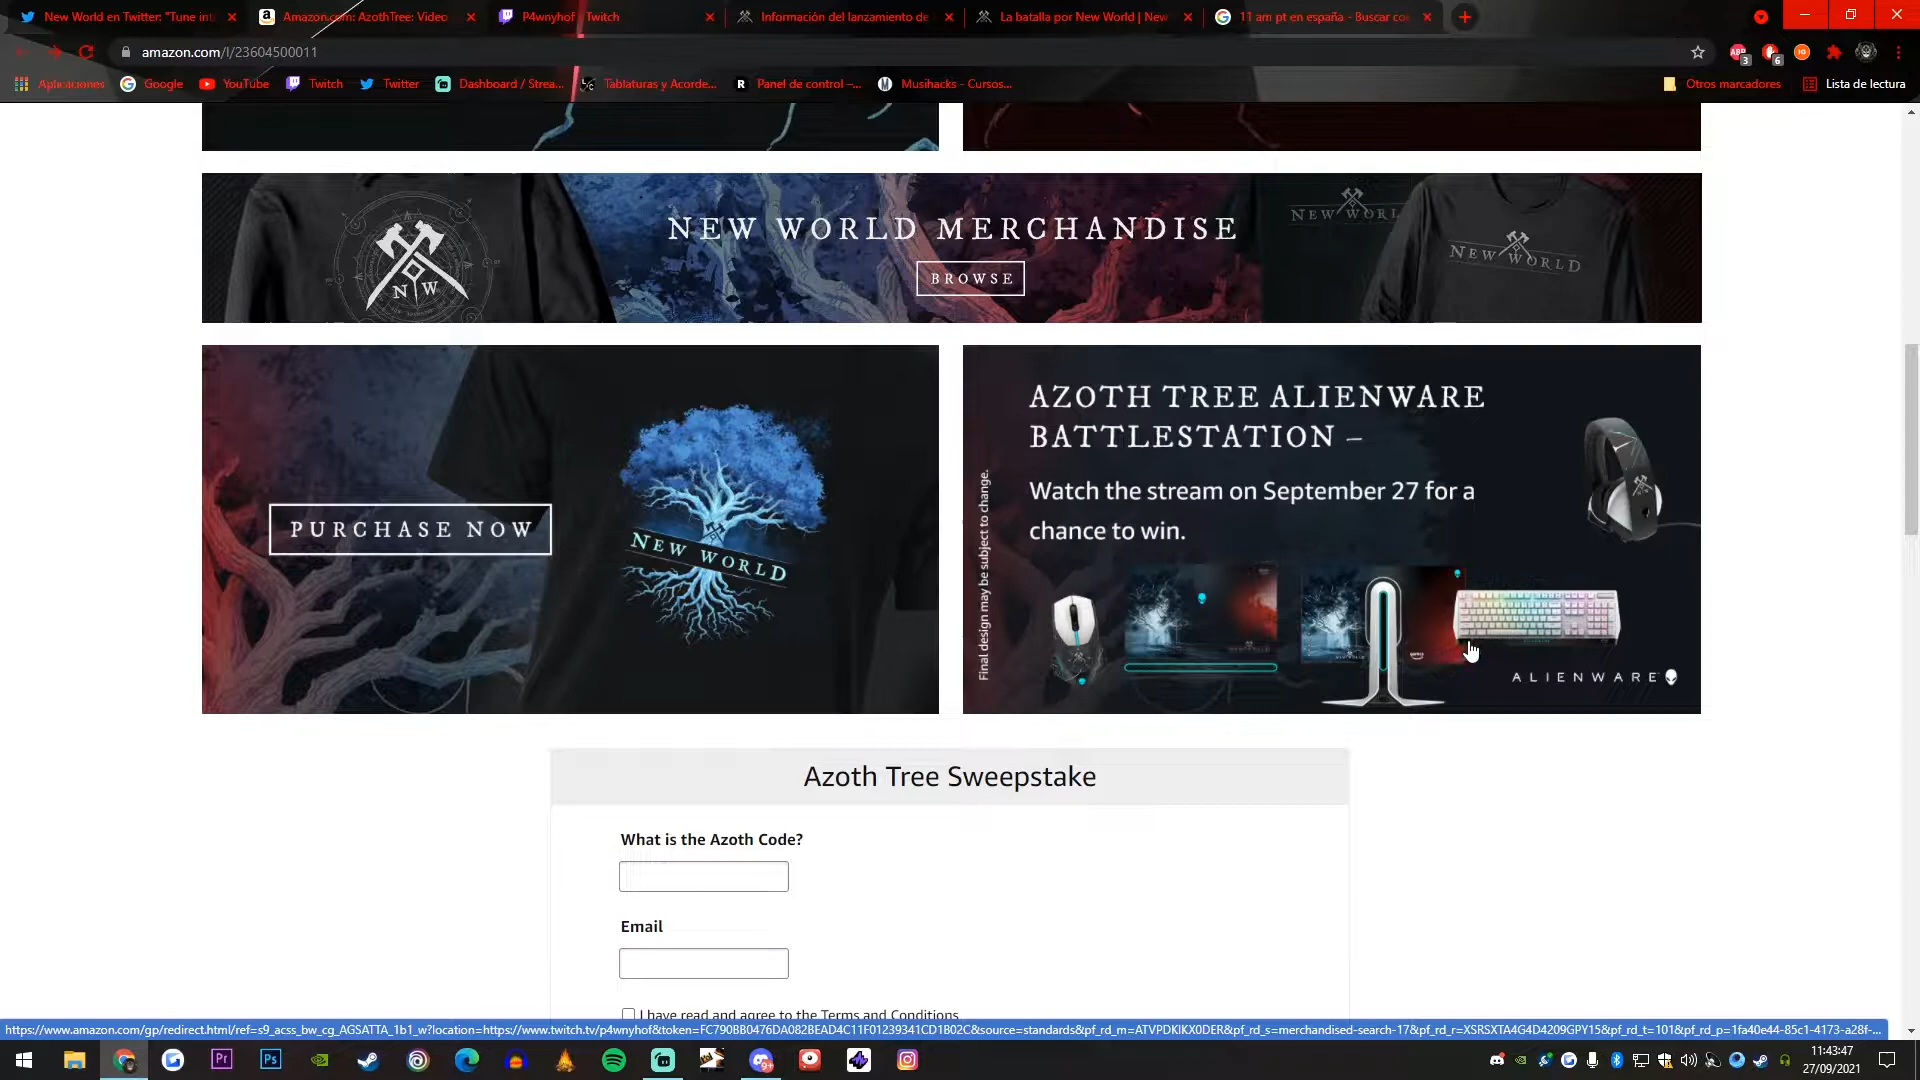 New World en Twitter: "Tune int
Amazon.com: AzothTree: Video
P4wnyhof - Twitch
Información del lanzamiento de
La batalla por New World | New
11 am pt en españa - Buscar co
amazon.com/l/23604500011
3
6
Aplicaciones
Google
YouTube
Twitch
Twitter
Dashboard / Strea...
Tablaturas y Acorde...
Panel de control –...
Musihacks - Cursos...
Otros marcadores
Lista de lectura
N W
NEW WORLD MERCHANDISE
BROWSE
NEW WORL
NEW WORLD
PURCHASE NOW
NEW WORLD
AZOTH TREE ALIENWARE
BATTLESTATION –
Watch the stream on September 27 for a
chance to win.
Final design may be subject to change.
ALIENWARE
Azoth Tree Sweepstake
What is the Azoth Code?
Email
I have read and agree to the Terms and Conditions
https://www.amazon.com/gp/redirect.html/ref=s9_acss_bw_cg_AGSATTA_1b1_w?location=https://www.twitch.tv/p4wnyhof&token=FC790BB0476DA082BEAD4C11F01239341CD1B02C&source=standards&pf_rd_m=ATVPDKIKX0DER&pf_rd_s=merchandised-search-17&pf_rd_r=XSRSXTA4G4D4209GPY15&pf_rd_t=101&pf_rd_p=1fa40e44-85c1-4173-a28f-...
Pr
Ps
9+
11:43:47
27/09/2021